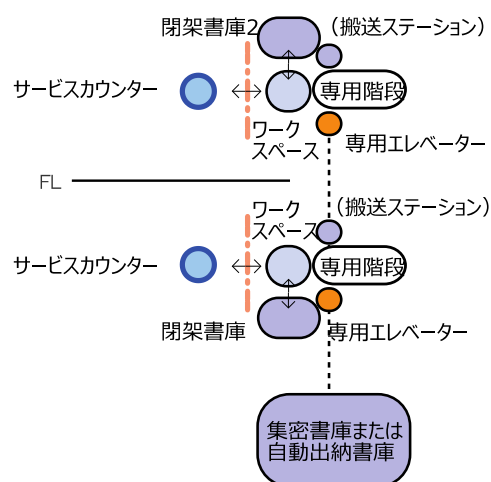 閉架書庫2
（搬送ステーション）
サービスカウンター
専用階段
ワーク
スペース
専用エレベーター
FL
ワーク
スペース
（搬送ステーション）
サービスカウンター
専用階段
閉架書庫
専用エレベーター
集密書庫または
自動出納書庫